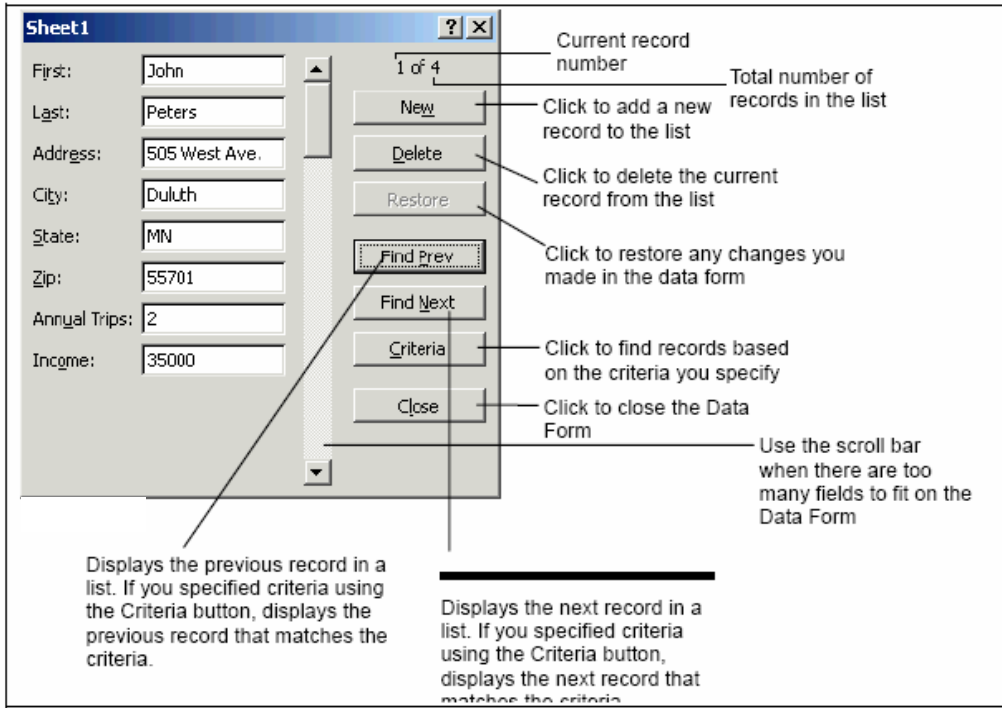 Sheet1
First: John
Last: Peters
Address: 505 West Ave.
City: Duluth
State: MN
Zip: 55701
Annual Trips: 2
Income: 35000
1 of 4
New
Delete
Restore
Find Prev
Find Next
Criteria
Close
Current record
number
Total number of
records in the list
Click to add a new
record to the list
Click to delete the current
record from the list
Click to restore any changes you
made in the data form
Click to find records based
on the criteria you specify
Click to close the Data
Form
Use the scroll bar
when there are too
many fields to fit on the
Data Form
Displays the previous record in a
list. If you specified criteria using
the Criteria button, displays the
previous record that matches the
criteria.
Displays the next record in a
list. If you specified criteria
using the Criteria button,
displays the next record that
matches the criteria